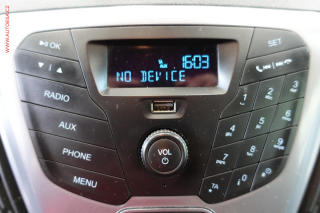 WWW.AUTOESA.CZ
OK
16:03
SET
NO DEVICE
RADIO
1 2 3
AUX
4 5 6
VOL
PHONE
7 8 9
MENU
TA 0 #